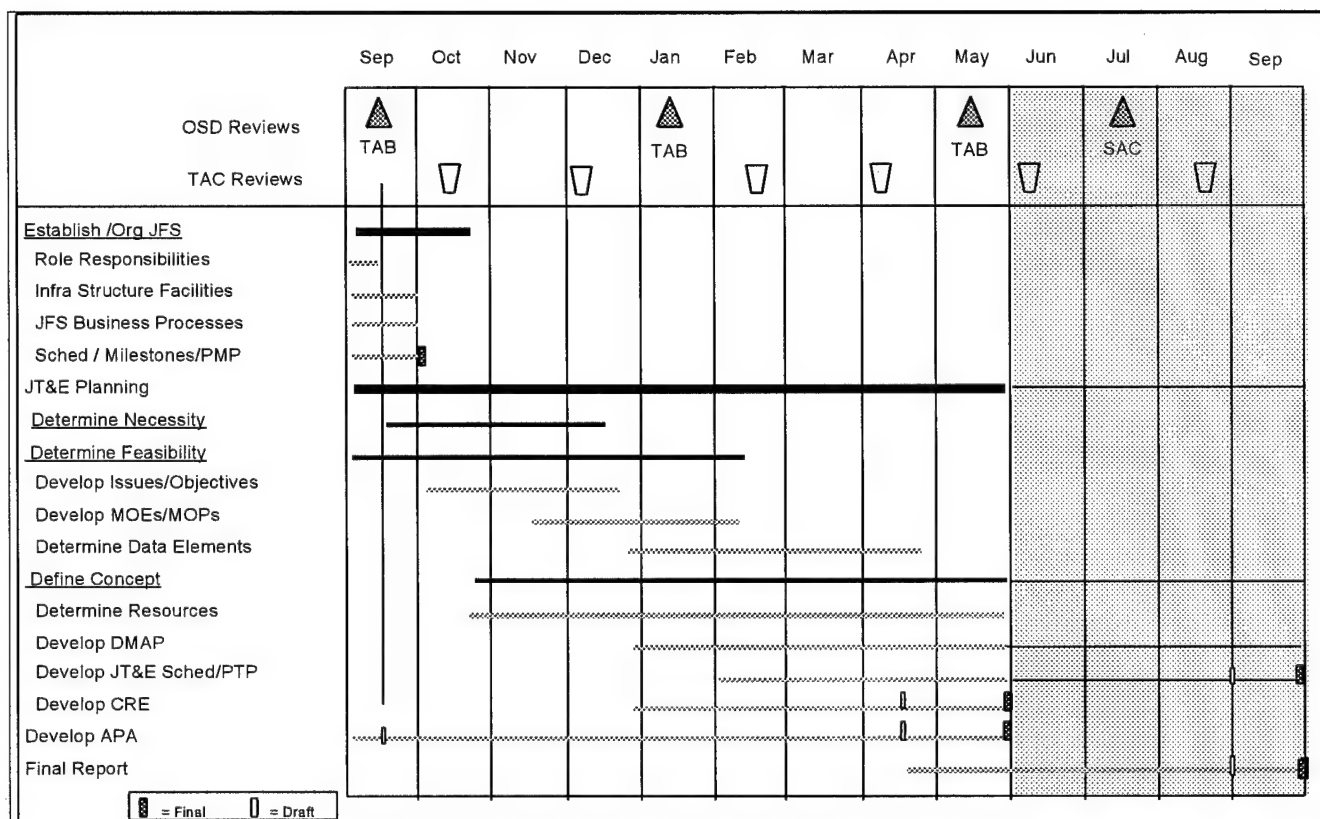 Sep Oct Nov Dec Jan Feb Mar Apr May Jun Jul Aug Sep
OSD Reviews
TAB TAB TAB SAC
TAC Reviews
Establish /Org JFS
Role Responsibilities
Infra Structure Facilities
JFS Business Processes
Sched / Milestones/PMP
JT&E Planning
Determine Necessity
Determine Feasibility
Develop Issues/Objectives
Develop MOEs/MOPs
Determine Data Elements
Define Concept
Determine Resources
Develop DMAP
Develop JT&E Sched/PTP
Develop CRE
Develop APA
Final Report
= Final = Draft